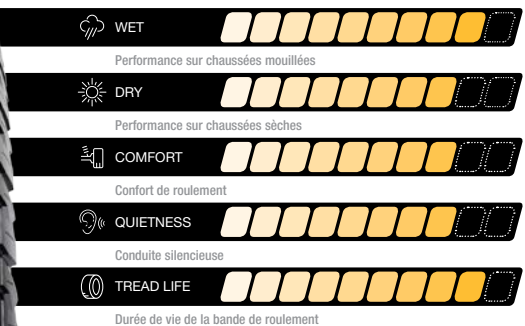 WET
Performance sur chaussées mouillées
DRY
Performance sur chaussées sèches
COMFORT
Confort de roulement
QUIETNESS
Conduite silencieuse
TREAD LIFE
Durée de vie de la bande de roulement